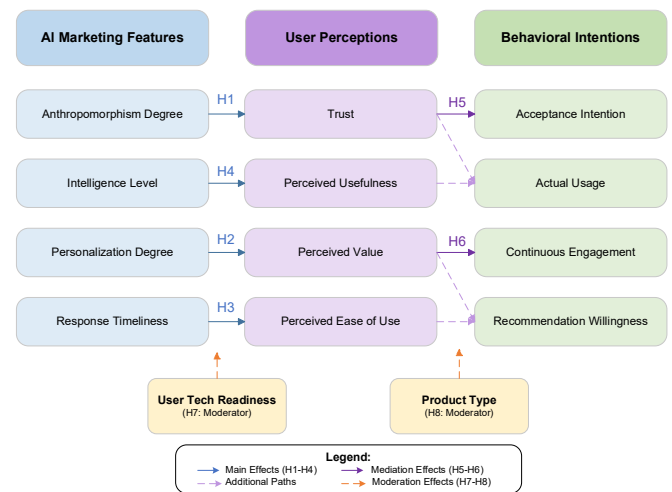 AI Marketing Features User Perceptions Behavioral Intentions
Anthropomorphism Degree H1 Trust H5 Acceptance Intention
Intelligence Level H4 Perceived Usefulness Actual Usage
Personalization Degree H2 Perceived Value H6 Continuous Engagement
Response Timeliness H3 Perceived Ease of Use Recommendation Willingness
User Tech Readiness
(H7: Moderator)
Product Type
(H8: Moderator)
Legend:
Main Effects (H1-H4) Mediation Effects (H5-H6)
Additional Paths Moderation Effects (H7-H8)